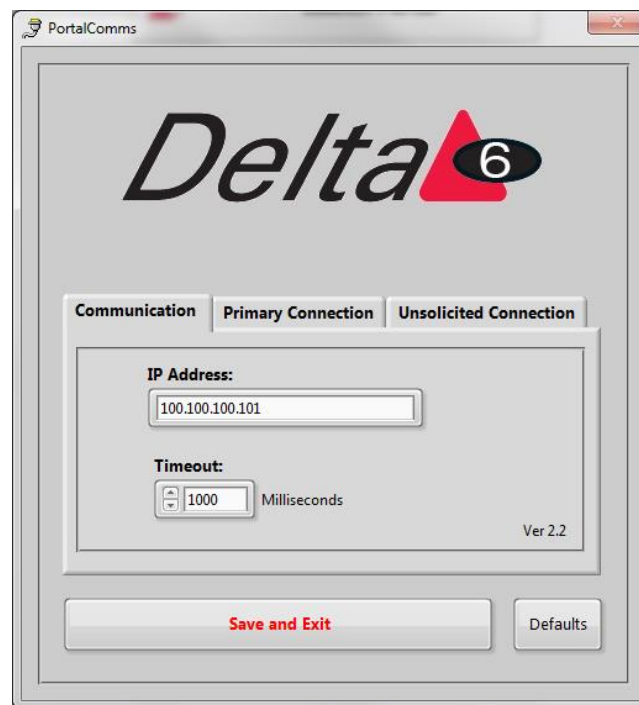 PortalComms
Delta 6
Communication Primary Connection Unsolicited Connection
IP Address:
100.100.100.101
Timeout:
1000 Milliseconds
Ver 2.2
Save and Exit Defaults